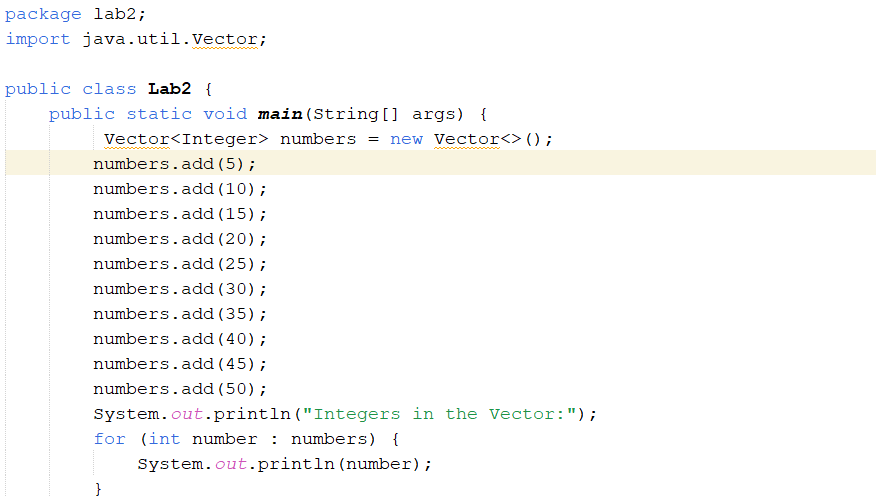 package lab2;
import java.util.Vector;
public class Lab2 {
public static void main(String[] args) {
Vector<Integer> numbers = new Vector<>();
numbers.add(5);
numbers.add(10);
numbers.add(15);
numbers.add(20);
numbers.add(25);
numbers.add(30);
numbers.add(35);
numbers.add(40);
numbers.add(45);
numbers.add(50);
System.out.println("Integers in the Vector:");
for (int number : numbers) {
System.out.println(number);
}